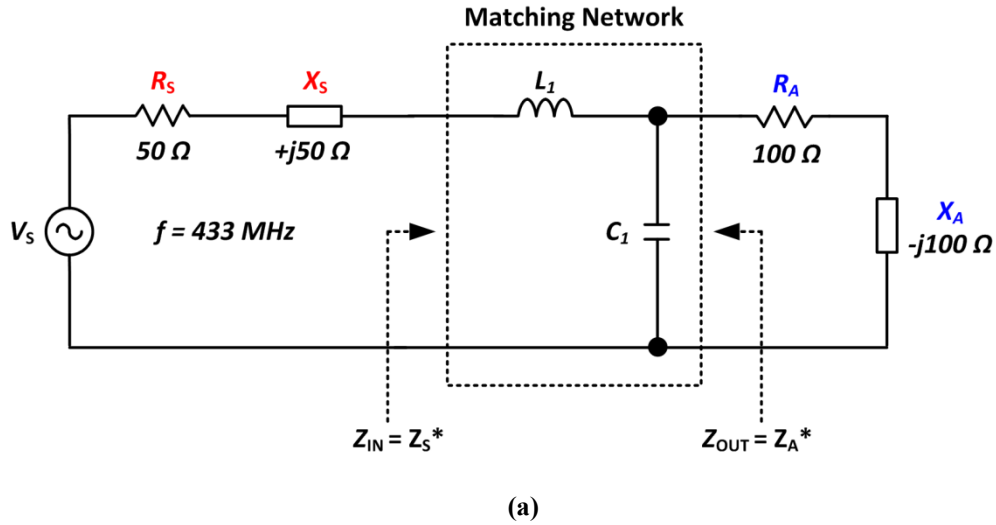 Matching Network
R_S
X_S
L_1
R_A
50 Ω
+j50 Ω
100 Ω
V_S
f = 433 MHz
C_1
X_A
-j100 Ω
Z_IN = Z_S*
Z_OUT = Z_A*
(a)